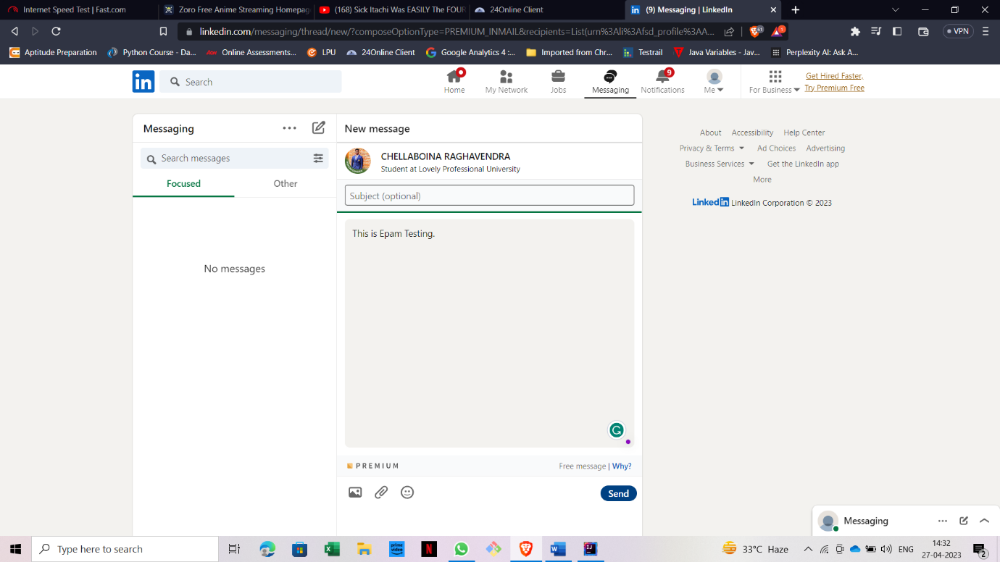 Internet Speed Test | Fast.com
Zoro Free Anime Streaming Homepag
(168) Sick Itachi Was EASILY The FOUR
24Online Client
(9) Messaging | LinkedIn
linkedin.com/messaging/thread/new/?composeOptionType=PREMIUM_INMAIL&recipients=List(urn%3Ali%3Afsd_profile%3AA...
61
1
VPN
Aptitude Preparation
Python Course - Da...
Aon
Online Assessments...
LPU
24Online Client
Google Analytics 4 :...
Imported from Chr...
Testrail
Java Variables - Jav...
Perplexity AI: Ask A...
in
Search
Home
My Network
Jobs
Messaging
9
Notifications
Me
For Business
Get Hired Faster,
Try Premium Free
Messaging
Search messages
Focused
Other
No messages
New message
CHELLABOINA RAGHAVENDRA
Student at Lovely Professional University
Subject (optional)
This is Epam Testing.
PREMIUM
Free message | Why?
Send
About
Accessibility
Help Center
Privacy & Terms
Ad Choices
Advertising
Business Services
Get the LinkedIn app
More
LinkedIn LinkedIn Corporation © 2023
Messaging
Type here to search
prime video
N
33°C Haze
ENG
14:32
27-04-2023
2